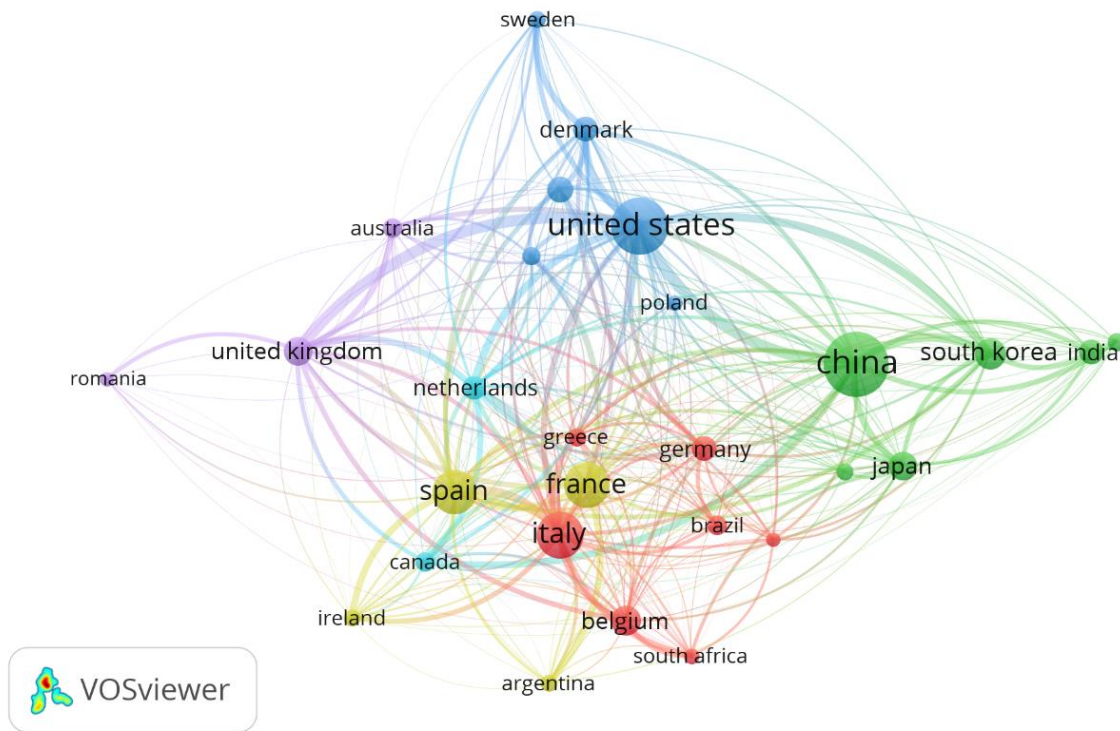 sweden
denmark
united states
australia
poland
united kingdom
china
south korea
india
romania
netherlands
greece
germany
spain
france
japan
italy
brazil
canada
ireland
belgium
south africa
argentina
VOSviewer